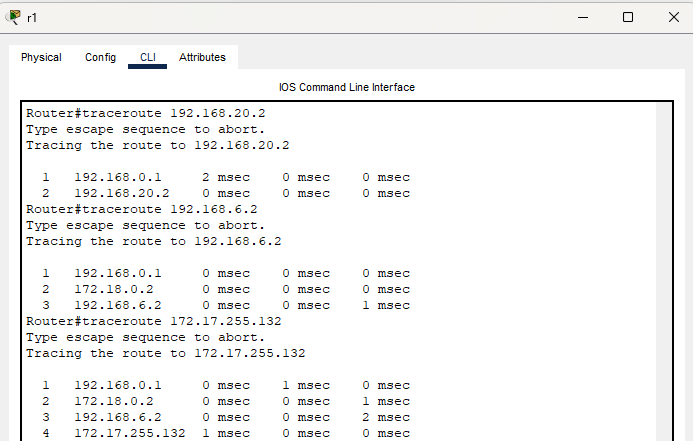 r1
Physical Config CLI Attributes
IOS Command Line Interface
Router#traceroute 192.168.20.2
Type escape sequence to abort.
Tracing the route to 192.168.20.2
1 192.168.0.1 2 msec 0 msec 0 msec
2 192.168.20.2 0 msec 0 msec 0 msec
Router#traceroute 192.168.6.2
Type escape sequence to abort.
Tracing the route to 192.168.6.2
1 192.168.0.1 0 msec 0 msec 0 msec
2 172.18.0.2 0 msec 0 msec 0 msec
3 192.168.6.2 0 msec 0 msec 1 msec
Router#traceroute 172.17.255.132
Type escape sequence to abort.
Tracing the route to 172.17.255.132
1 192.168.0.1 0 msec 1 msec 0 msec
2 172.18.0.2 0 msec 0 msec 1 msec
3 192.168.6.2 0 msec 0 msec 2 msec
4 172.17.255.132 1 msec 0 msec 0 msec